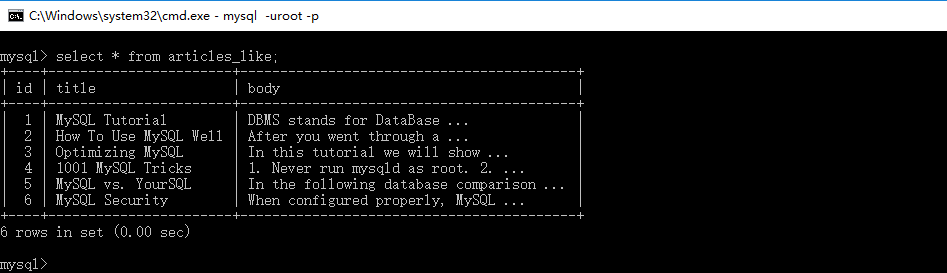 C:\Windows\system32\cmd.exe - mysql  -uroot -p
mysql> select * from articles_like;
+----+-----------------------+------------------------------------------+
| id | title                 | body                                     |
+----+-----------------------+------------------------------------------+
|  1 | MySQL Tutorial        | DBMS stands for DataBase ...             |
|  2 | How To Use MySQL Well | After you went through a ...             |
|  3 | Optimizing MySQL      | In this tutorial we will show ...        |
|  4 | 1001 MySQL Tricks     | 1. Never run mysqld as root. 2. ...      |
|  5 | MySQL vs. YourSQL     | In the following database comparison ... |
|  6 | MySQL Security        | When configured properly, MySQL ...      |
+----+-----------------------+------------------------------------------+
6 rows in set (0.00 sec)
mysql>